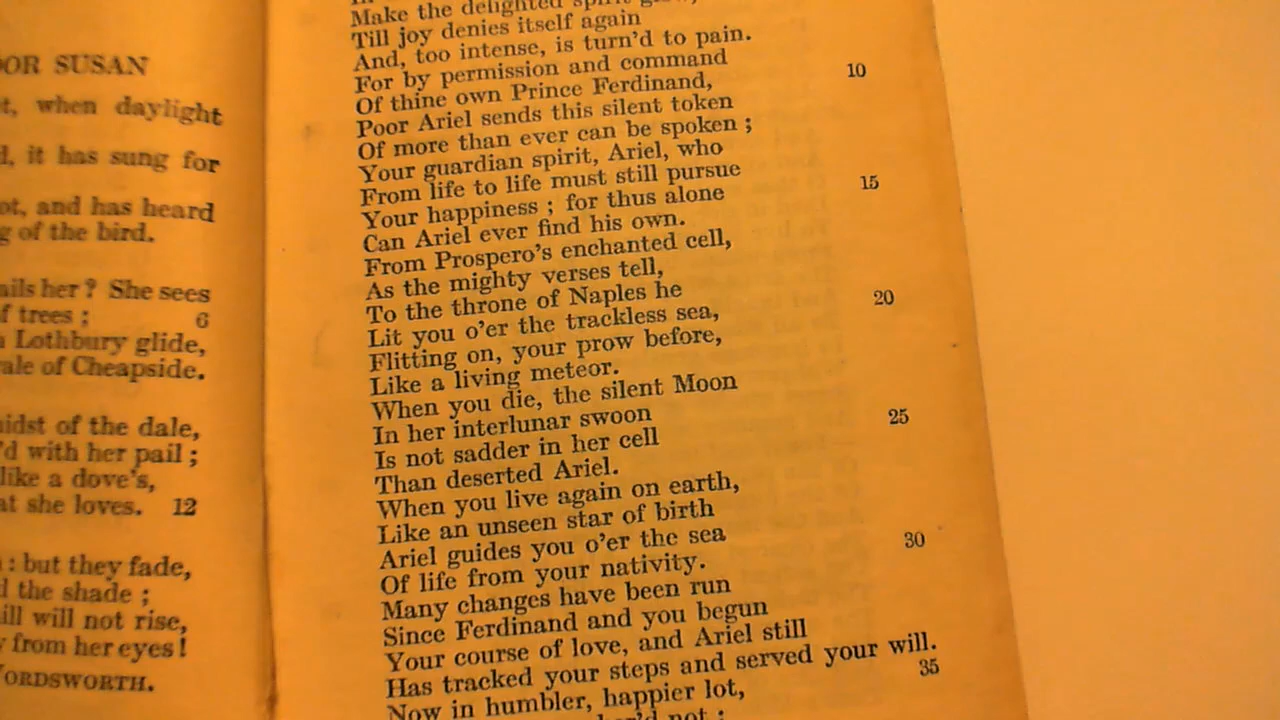 OOR SUSAN
when daylight
it has sung for
and has heard
of the bird.
her? She sees
trees; 6
Lothbury glide,
of Cheapside.
of the dale,
'd with her pail;
like a dove's,
she loves. 12
: but they fade,
the shade;
will not rise,
from her eyes!
ORDSWORTH.
Make the delighted spirit glow,
Till joy denies itself again
And, too intense, is turn'd to pain.
For by permission and command 10
Of thine own Prince Ferdinand,
Poor Ariel sends this silent token
Of more than ever can be spoken;
Your guardian spirit, Ariel, who
From life to life must still pursue 15
Your happiness; for thus alone
Can Ariel ever find his own.
From Prospero's enchanted cell,
As the mighty verses tell,
To the throne of Naples he 20
Lit you o'er the trackless sea,
Flitting on, your prow before,
Like a living meteor.
When you die, the silent Moon
In her interlunar swoon 25
Is not sadder in her cell
Than deserted Ariel.
When you live again on earth,
Like an unseen star of birth
Ariel guides you o'er the sea 30
Of life from your nativity.
Many changes have been run
Since Ferdinand and you begun
Your course of love, and Ariel still
Has tracked your steps and served your will. 35
Now in humbler, happier lot,
not;